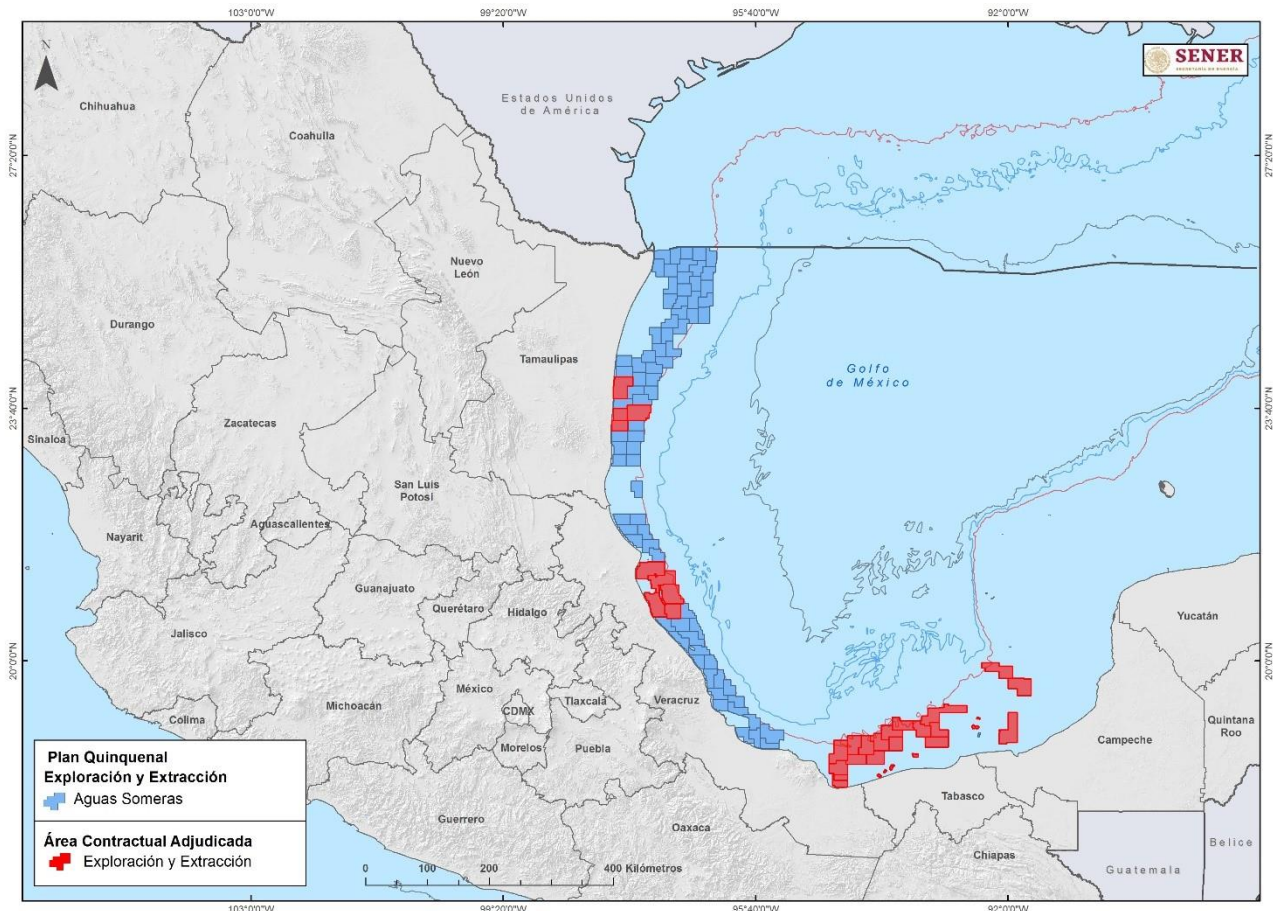 103°0'0"W
99°20'0"W
95°40'0"W
92°0'0"W
N
SENER
SECRETARÍA DE ENERGÍA
Estados Unidos
de América
Chihuahua
Coahuila
27°20'0"N
27°20'0"N
Nuevo
León
Durango
Tamaulipas
Golfo
de México
23°40'0"N
23°40'0"N
Zacatecas
Sinaloa
San Luis
Potosí
Aguascalientes
Nayarit
Guanajuato
Querétaro
Hidalgo
Yucatán
Jalisco
20°0'0"N
20°0'0"N
México
Tlaxcala
Veracruz
Michoacán
CDMX
Colima
Quintana
Roo
Morelos
Puebla
Campeche
Plan Quinquenal
Exploración y Extracción
Aguas Someras
Área Contractual Adjudicada
Exploración y Extracción
Tabasco
Guerrero
Oaxaca
Chiapas
Belice
Guatemala
0 100 200 400 Kilómetros
103°0'0"W
99°20'0"W
95°40'0"W
92°0'0"W